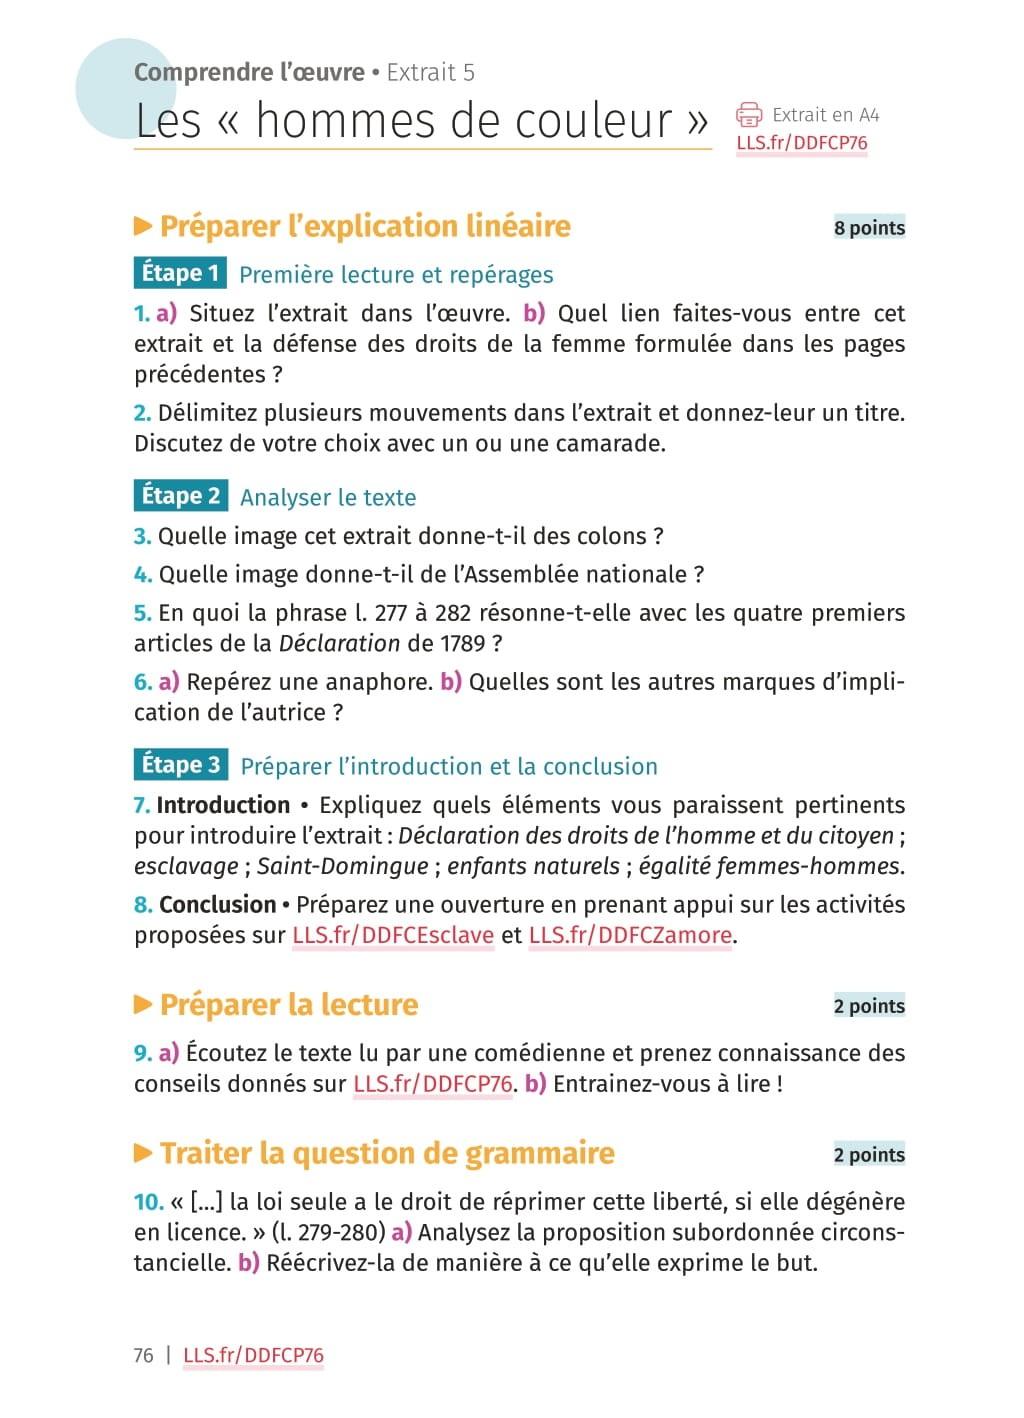 Comprendre l'œuvre • Extrait 5
Les « hommes de couleur »
Extrait en A4
LLS.fr/DDFCP76
Préparer l'explication linéaire
8 points
Étape 1 Première lecture et repérages
1. a) Situez l'extrait dans l'œuvre. b) Quel lien faites-vous entre cet
extrait et la défense des droits de la femme formulée dans les pages
précédentes ?
2. Délimitez plusieurs mouvements dans l'extrait et donnez-leur un titre.
Discutez de votre choix avec un ou une camarade.
Étape 2 Analyser le texte
3. Quelle image cet extrait donne-t-il des colons ?
4. Quelle image donne-t-il de l'Assemblée nationale ?
5. En quoi la phrase l. 277 à 282 résonne-t-elle avec les quatre premiers
articles de la Déclaration de 1789 ?
6. a) Repérez une anaphore. b) Quelles sont les autres marques d'impli-
cation de l'autrice ?
Étape 3 Préparer l'introduction et la conclusion
7. Introduction • Expliquez quels éléments vous paraissent pertinents
pour introduire l'extrait : Déclaration des droits de l'homme et du citoyen ;
esclavage ; Saint-Domingue ; enfants naturels ; égalité femmes-hommes.
8. Conclusion • Préparez une ouverture en prenant appui sur les activités
proposées sur LLS.fr/DDFCEsclave et LLS.fr/DDFCZamore.
Préparer la lecture
2 points
9. a) Écoutez le texte lu par une comédienne et prenez connaissance des
conseils donnés sur LLS.fr/DDFCP76. b) Entrainez-vous à lire !
Traiter la question de grammaire
2 points
10. « [...] la loi seule a le droit de réprimer cette liberté, si elle dégénère
en licence. » (l. 279-280) a) Analysez la proposition subordonnée circons-
tancielle. b) Réécrivez-la de manière à ce qu'elle exprime le but.
76 | LLS.fr/DDFCP76